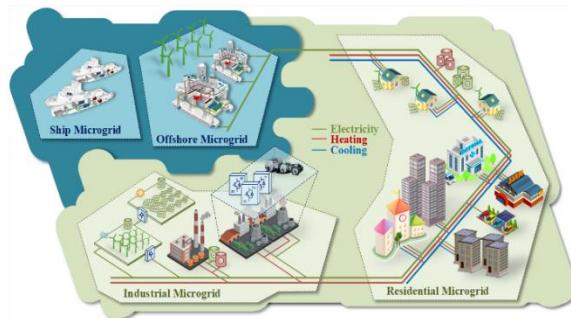 Ship Microgrid
Offshore Microgrid
Electricity
Heating
Cooling
Industrial Microgrid
Residential Microgrid